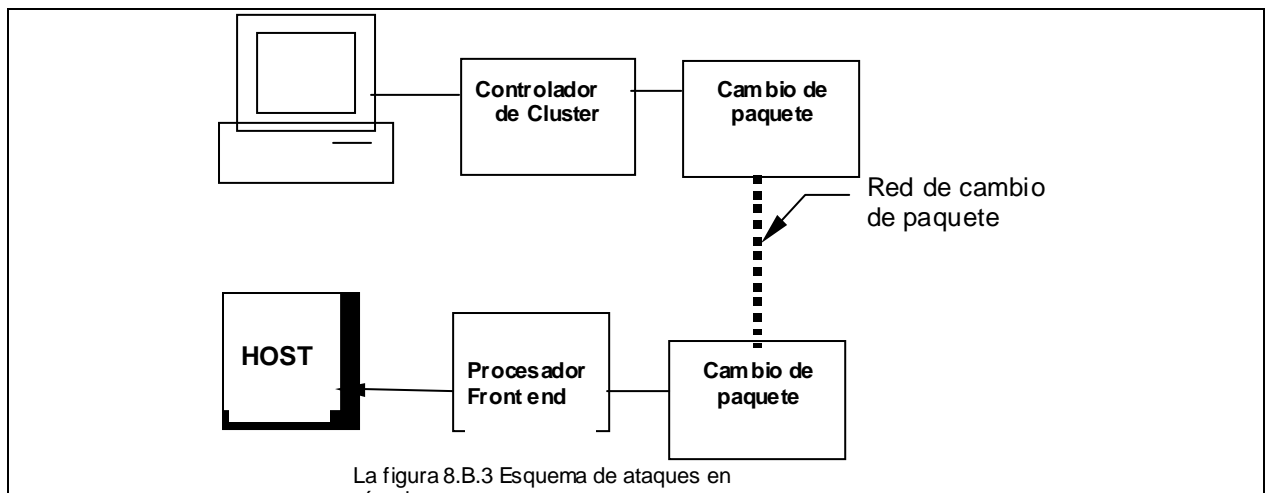 Controlador
de Cluster
Cambio de
paquete
Red de cambio
de paquete
HOST
Procesador
Front end
Cambio de
paquete
La figura 8.B.3 Esquema de ataques en